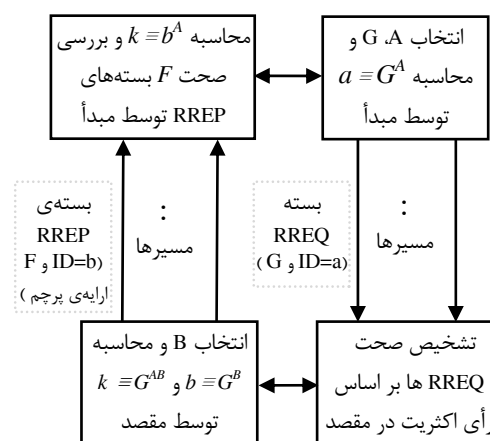 انتخاب G ،A و
محاسبه a ≡ G^A
توسط مبدأ
محاسبه k ≡ b^A و بررسی
صحت F بسته‌های
RREP توسط مبدأ
بسته
RREQ
(ID=a و G )
:
مسیرها
:
مسیرها
بسته‌ی
RREP
(ID=b و F
ارایه‌ی پرچم )
تشخیص صحت
RREQ ها بر اساس
رأی اکثریت در مقصد
انتخاب B و محاسبه
b ≡ G^B و k ≡ G^AB
توسط مقصد